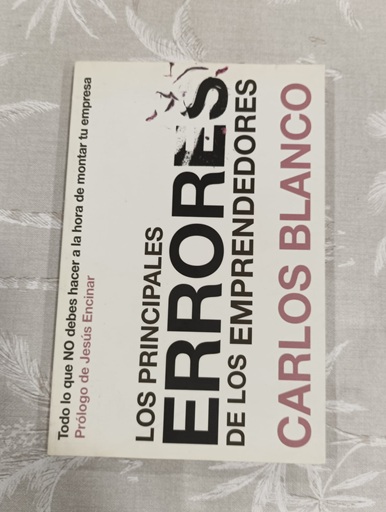 Todo lo que NO debes hacer a la hora de montar tu empresa
Prólogo de Jesús Encinar
LOS PRINCIPALES
ERRORES
DE LOS EMPRENDEDORES
CARLOS BLANCO